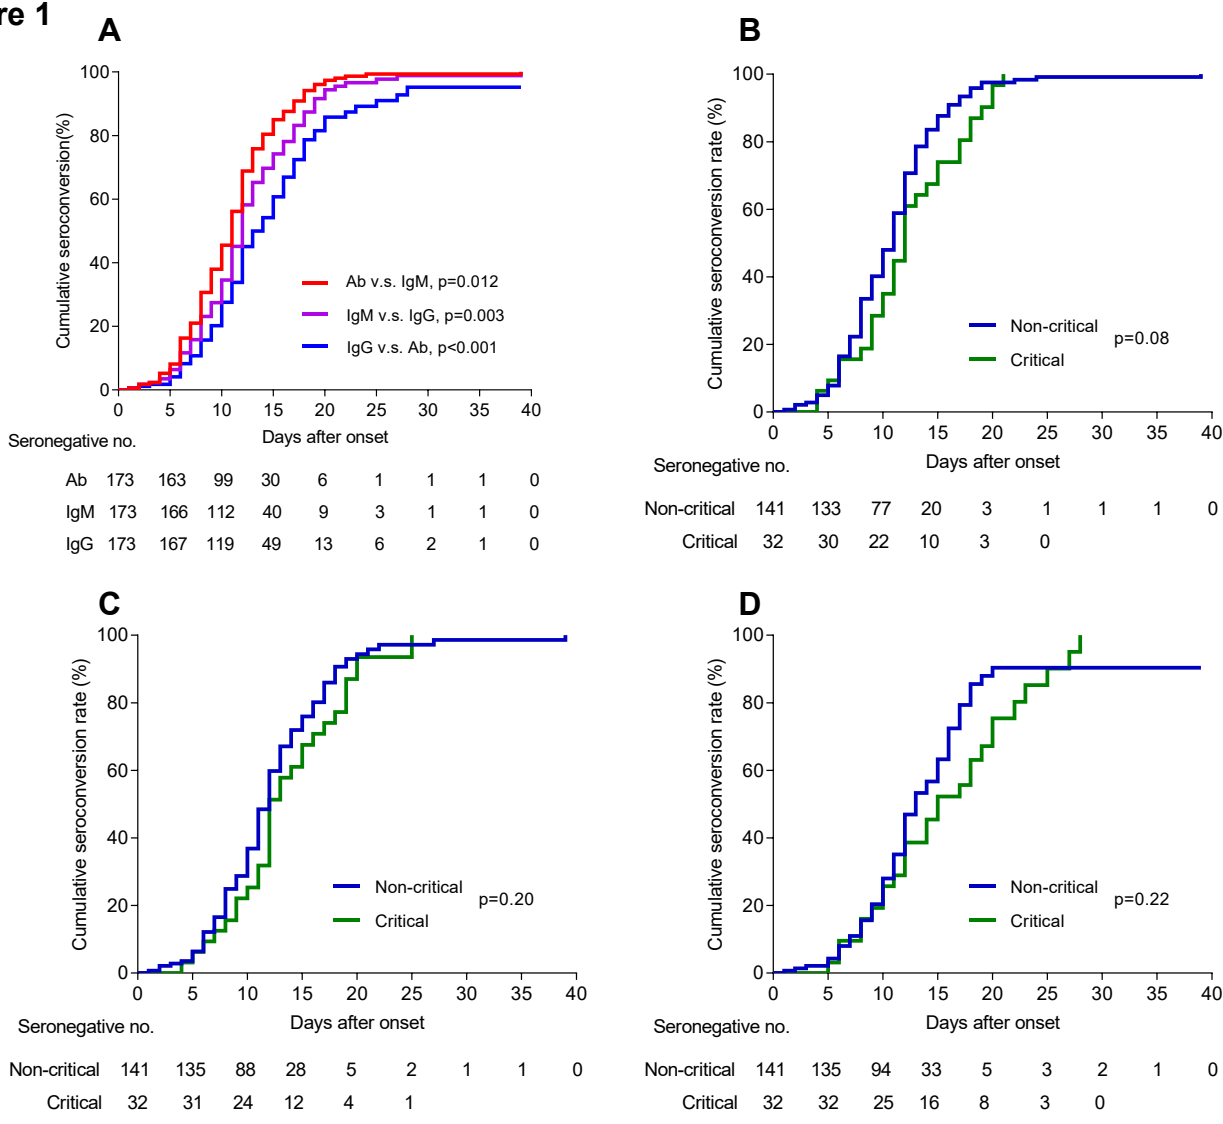 re 1
A
Cumulative seroconversion(%)
100
80
60
40
20
0
Ab v.s. IgM, p=0.012
IgM v.s. IgG, p=0.003
IgG v.s. Ab, p<0.001
0 5 10 15 20 25 30 35 40
Days after onset
Seronegative no.
Ab 173 163 99 30 6 1 1 1 0
IgM 173 166 112 40 9 3 1 1 0
IgG 173 167 119 49 13 6 2 1 0
B
Cumulative seroconversion rate (%)
100
80
60
40
20
0
Non-critical
Critical
p=0.08
0 5 10 15 20 25 30 35 40
Days after onset
Seronegative no.
Non-critical 141 133 77 20 3 1 1 1 0
Critical 32 30 22 10 3 0
C
Cumulative seroconversion rate (%)
100
80
60
40
20
0
Non-critical
Critical
p=0.20
0 5 10 15 20 25 30 35 40
Days after onset
Seronegative no.
Non-critical 141 135 88 28 5 2 1 1 0
Critical 32 31 24 12 4 1
D
Cumulative seroconversion rate (%)
100
80
60
40
20
0
Non-critical
Critical
p=0.22
0 5 10 15 20 25 30 35 40
Days after onset
Seronegative no.
Non-critical 141 135 94 33 5 3 2 1 0
Critical 32 32 25 16 8 3 0